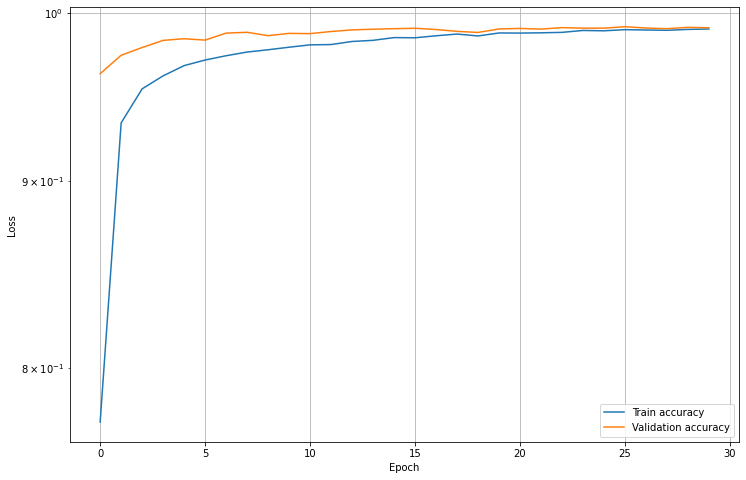 10⁰
9 × 10⁻¹
8 × 10⁻¹
Loss
0 5 10 15 20 25 30
Epoch
Train accuracy
Validation accuracy